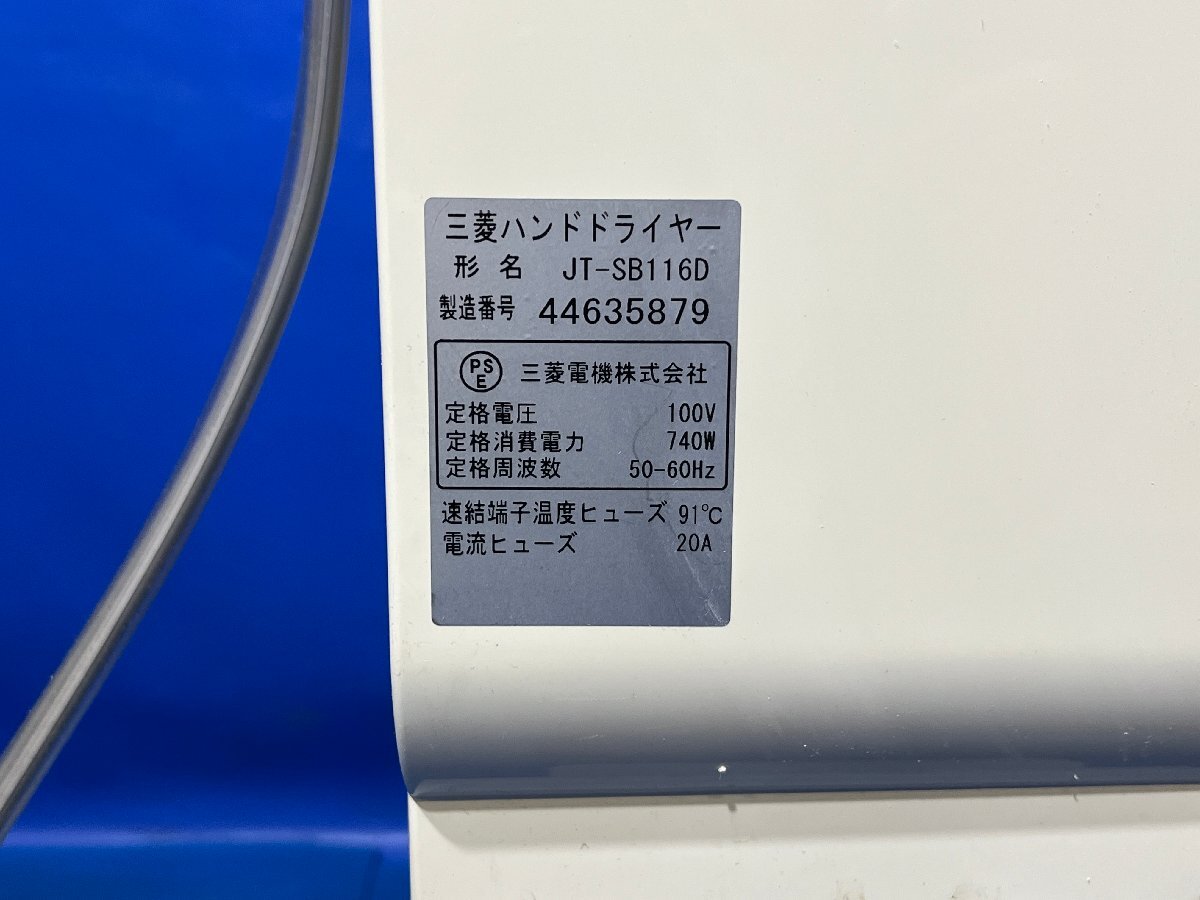 三菱ハンドドライヤー
形 名 JT-SB116D
製造番号 44635879
PSE 三菱電機株式会社
定格電圧 100V
定格消費電力 740W
定格周波数 50-60Hz
速結端子温度ヒューズ 91℃
電流ヒューズ 20A